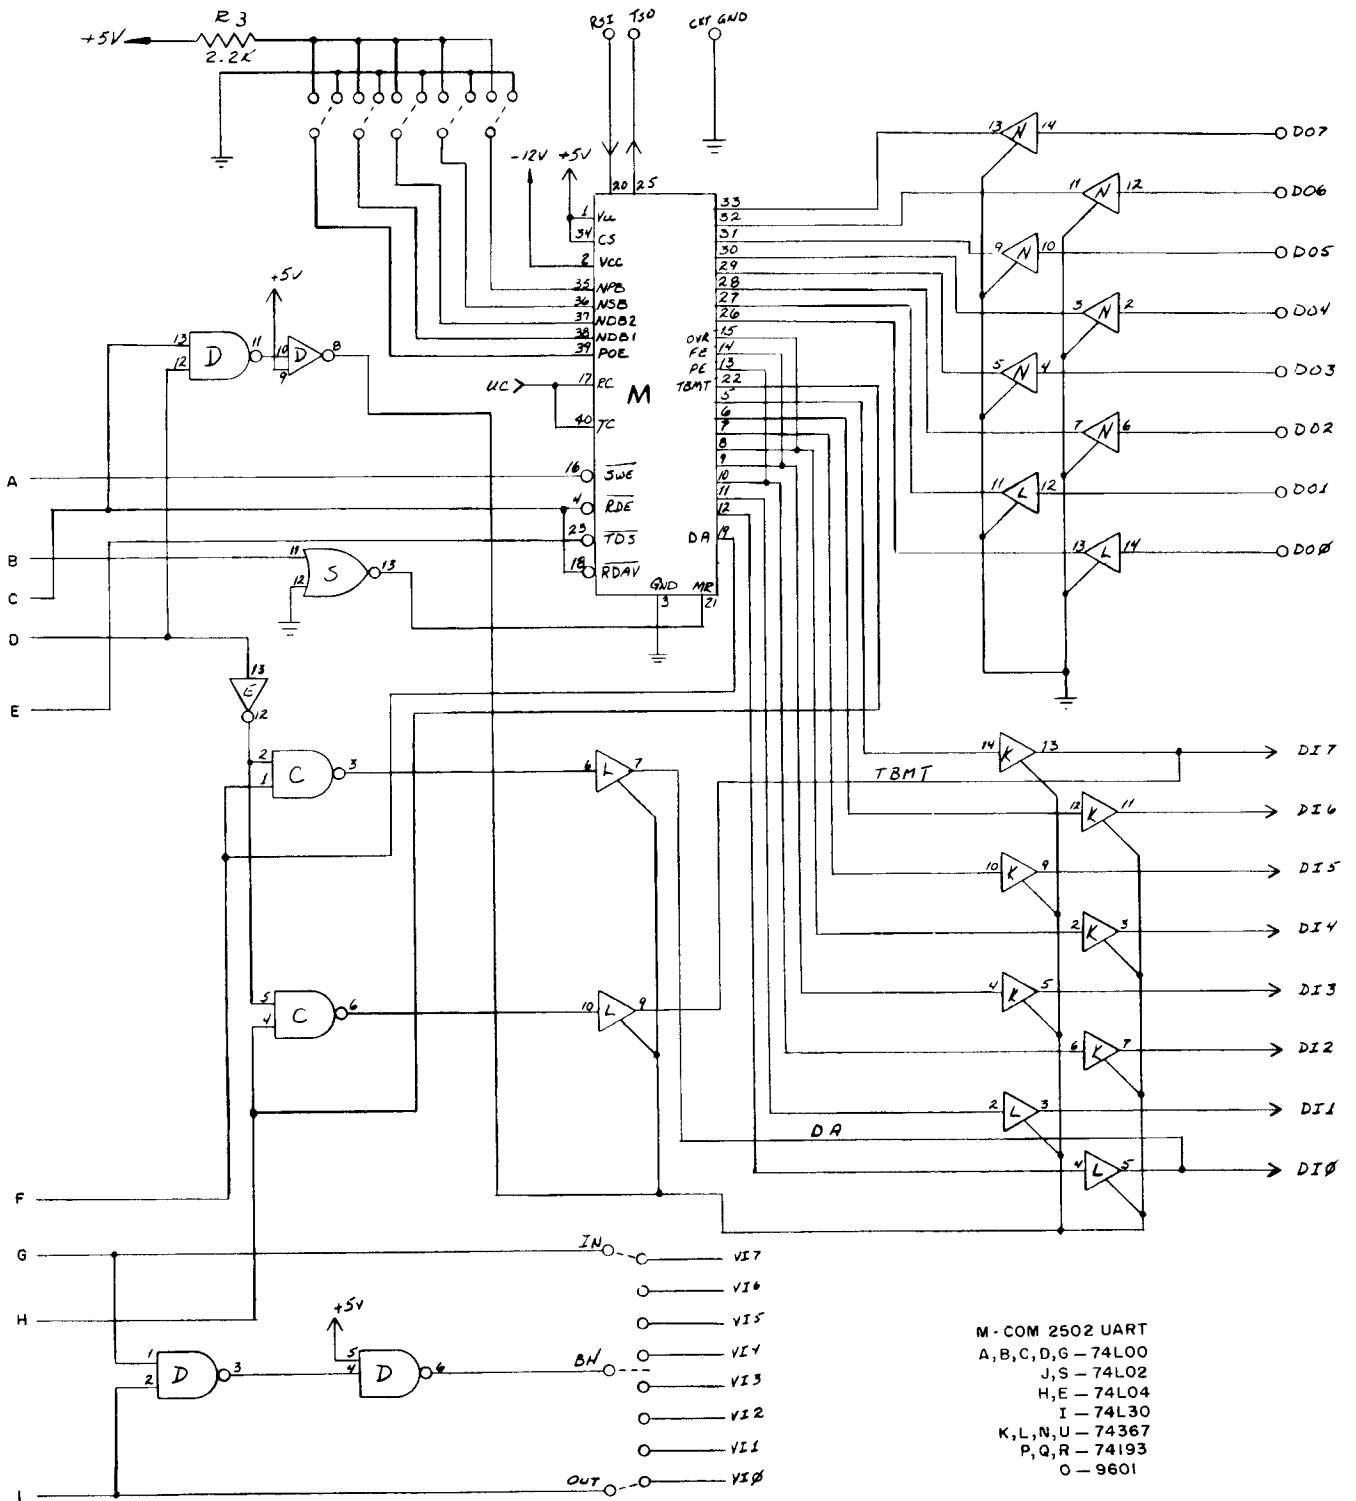 R3
+5V
2.2K
RSI TSO CKT GND
-12V +5V
20 25
1 VLL
34 CS
2 VCC
35 NPB
36 NSB
37 NDB2
38 NDB1
39 POE
17 RC
40 TC
16 SWE
4 RDE
23 TDS
18 RDAV
UC
M
GND
3
MR
21
33
32
31
30
29
28
27
26
OVR 15
FE 14
PE 13
TBMT 22
5
6
7
8
9
10
11
12
DA 19
13 N 14 DO7
11 N 12 DO6
9 N 10 DO5
3 N 2 DO4
5 N 4 DO3
7 N 6 DO2
11 L 12 DO1
13 L 14 DOØ
+5V
13
12
D 11
10
9
D 8
A
B
C
D
E
11
12
S 13
13
E
12
2
1
C 3
6 L 7
5
4
C 6
10 L 9
TBMT
DA
14 K 13 DI7
12 K 11 DI6
10 K 9 DI5
2 K 3 DI4
4 K 5 DI3
6 K 7 DI2
2 L 3 DI1
4 L 5 DIØ
F
G
H
I
IN
BH
OUT
1
2
D 3
+5V
5
4
D 6
VI7
VI6
VI5
VI4
VI3
VI2
VI1
VIØ
M-COM 2502 UART
A,B,C,D,G — 74L00
J,S — 74L02
H,E — 74L04
I — 74L30
K,L,N,U — 74367
P,Q,R — 74193
O — 9601